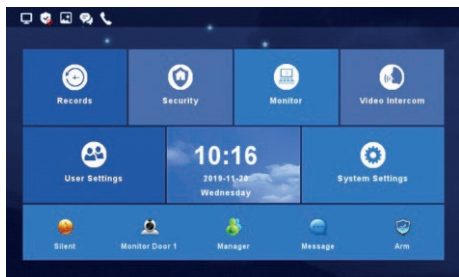 Records
Security
Monitor
Video Intercom
User Settings
10:16
2019-11-20
Wednesday
System Settings
Silent
Monitor Door 1
Manager
Message
Arm